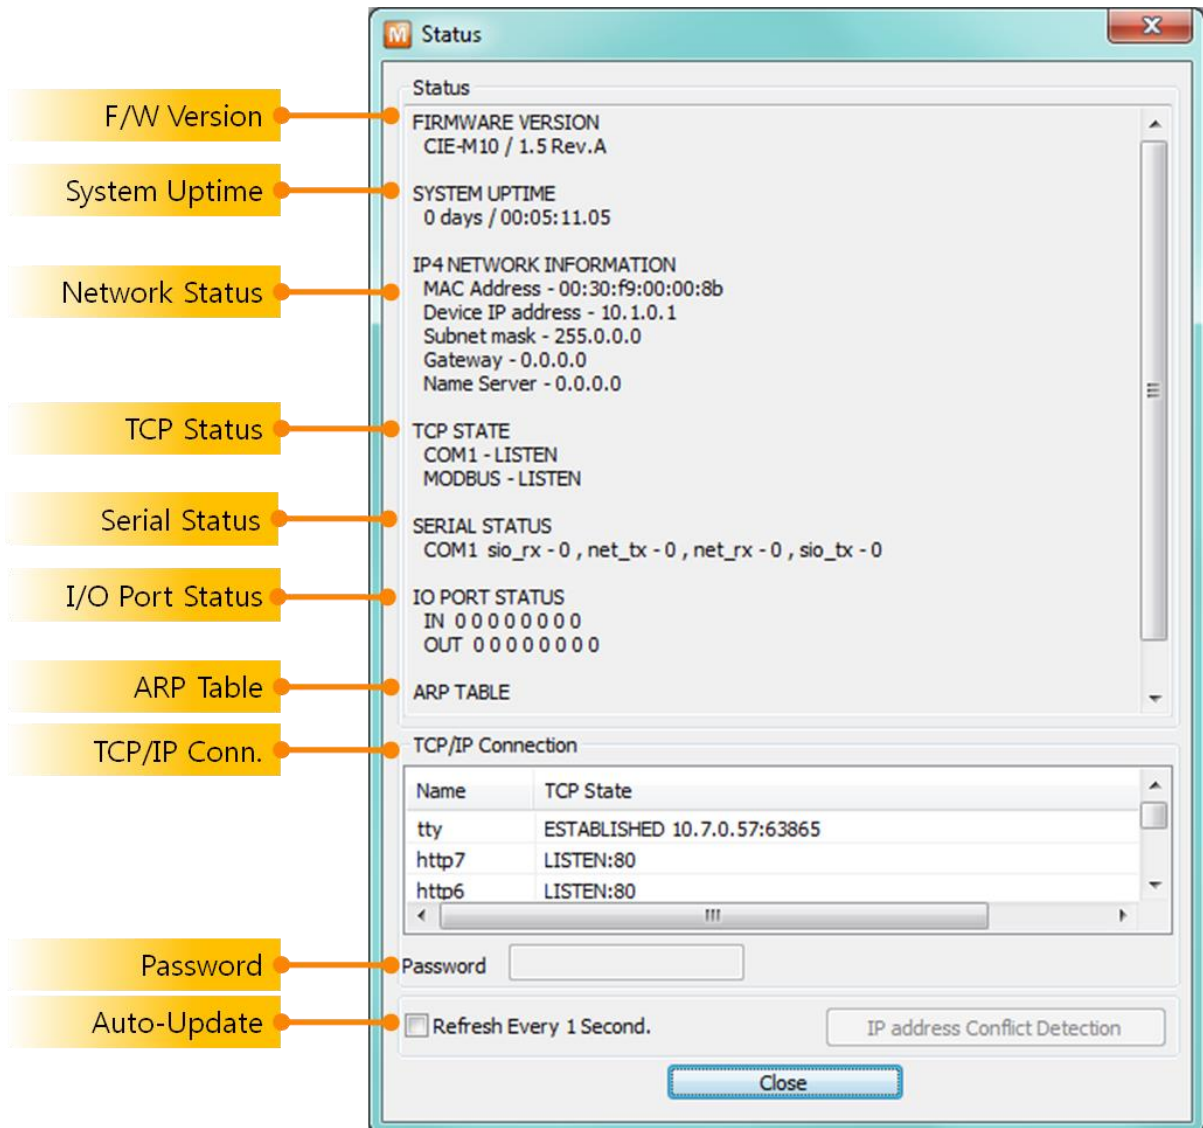 Status
Status
F/W Version
FIRMWARE VERSION
CIE-M10 / 1.5 Rev.A
System Uptime
SYSTEM UPTIME
0 days / 00:05:11.05
Network Status
IP4 NETWORK INFORMATION
MAC Address - 00:30:f9:00:00:8b
Device IP address - 10.1.0.1
Subnet mask - 255.0.0.0
Gateway - 0.0.0.0
Name Server - 0.0.0.0
TCP Status
TCP STATE
COM1 - LISTEN
MODBUS - LISTEN
Serial Status
SERIAL STATUS
COM1 sio_rx - 0 , net_tx - 0 , net_rx - 0 , sio_tx - 0
I/O Port Status
IO PORT STATUS
IN 0 0 0 0 0 0 0 0
OUT 0 0 0 0 0 0 0 0
ARP Table
ARP TABLE
TCP/IP Conn.
TCP/IP Connection
Name TCP State
tty ESTABLISHED 10.7.0.57:63865
http7 LISTEN:80
http6 LISTEN:80
Password
Password
Auto-Update
Refresh Every 1 Second. IP address Conflict Detection
Close